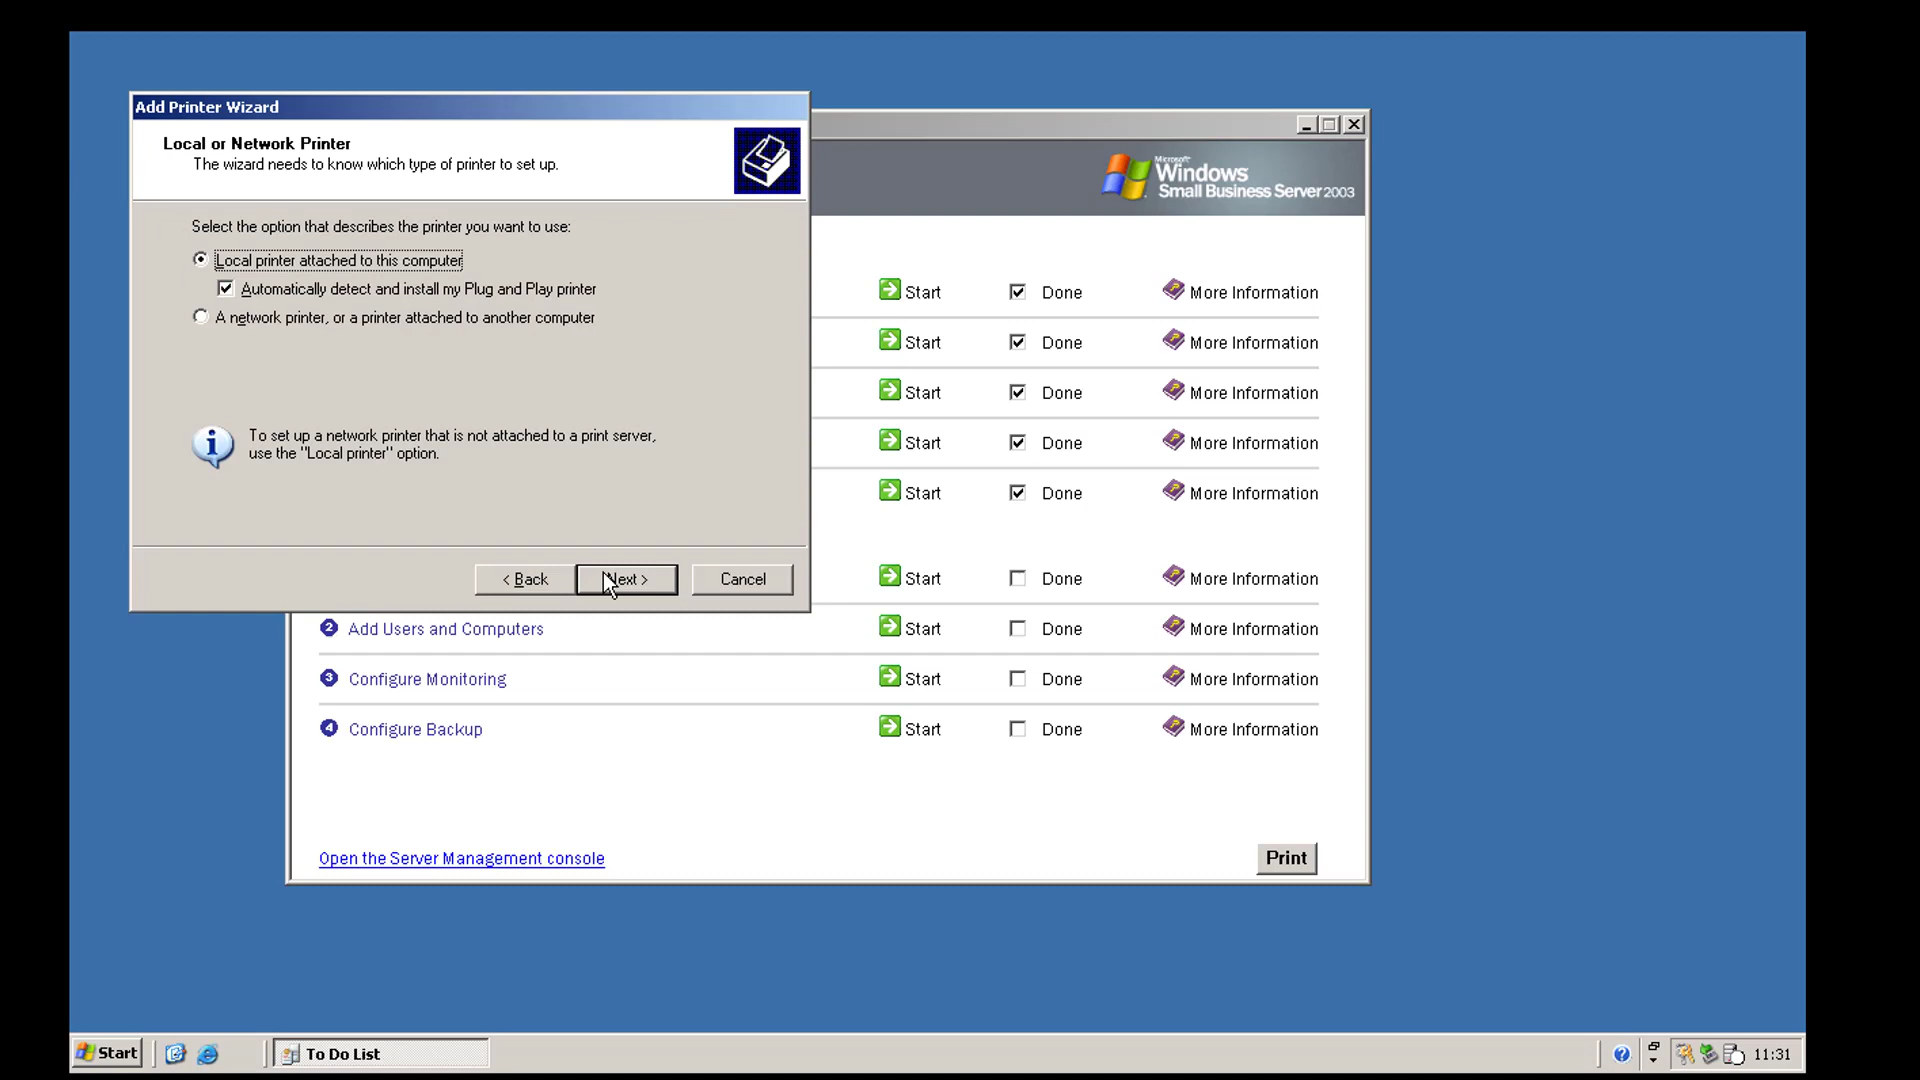 Add Printer Wizard
Local or Network Printer
The wizard needs to know which type of printer to set up.
Select the option that describes the printer you want to use:
Local printer attached to this computer
Automatically detect and install my Plug and Play printer
A network printer, or a printer attached to another computer
To set up a network printer that is not attached to a print server,
use the "Local printer" option.
< Back
Next >
Cancel
Microsoft
Windows
Small Business Server 2003
Start Done More Information
Start Done More Information
Start Done More Information
Start Done More Information
Start Done More Information
Start Done More Information
2 Add Users and Computers Start Done More Information
3 Configure Monitoring Start Done More Information
4 Configure Backup Start Done More Information
Open the Server Management console
Print
Start
To Do List
11:31